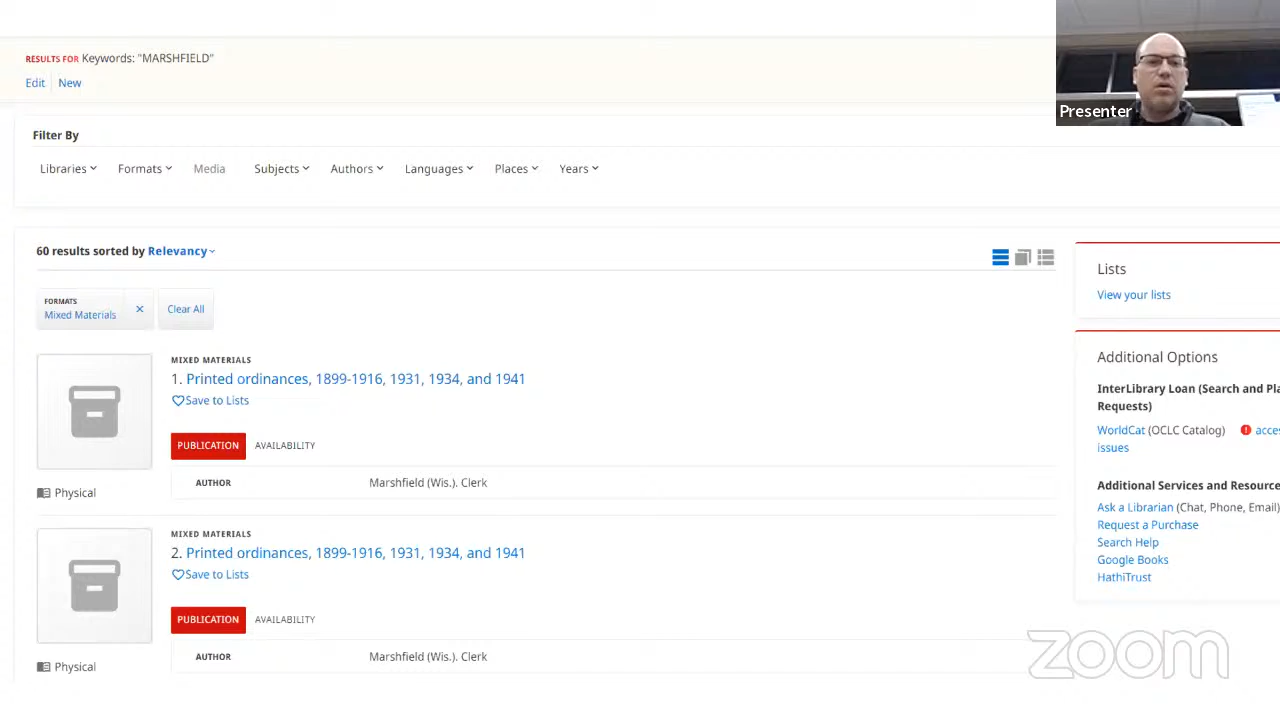 RESULTS FOR Keywords: "MARSHFIELD"
Edit New
Presenter
Filter By
Libraries Formats Media Subjects Authors Languages Places Years
60 results sorted by Relevancy
FORMATS
Mixed Materials × Clear All
MIXED MATERIALS
1. Printed ordinances, 1899-1916, 1931, 1934, and 1941
Save to Lists
PUBLICATION AVAILABILITY
AUTHOR Marshfield (Wis.). Clerk
Physical
MIXED MATERIALS
2. Printed ordinances, 1899-1916, 1931, 1934, and 1941
Save to Lists
PUBLICATION AVAILABILITY
AUTHOR Marshfield (Wis.). Clerk
Physical
Lists
View your lists
Additional Options
InterLibrary Loan (Search and Pla
Requests)
WorldCat (OCLC Catalog) acces
issues
Additional Services and Resource
Ask a Librarian (Chat, Phone, Email)
Request a Purchase
Search Help
Google Books
HathiTrust
zoom